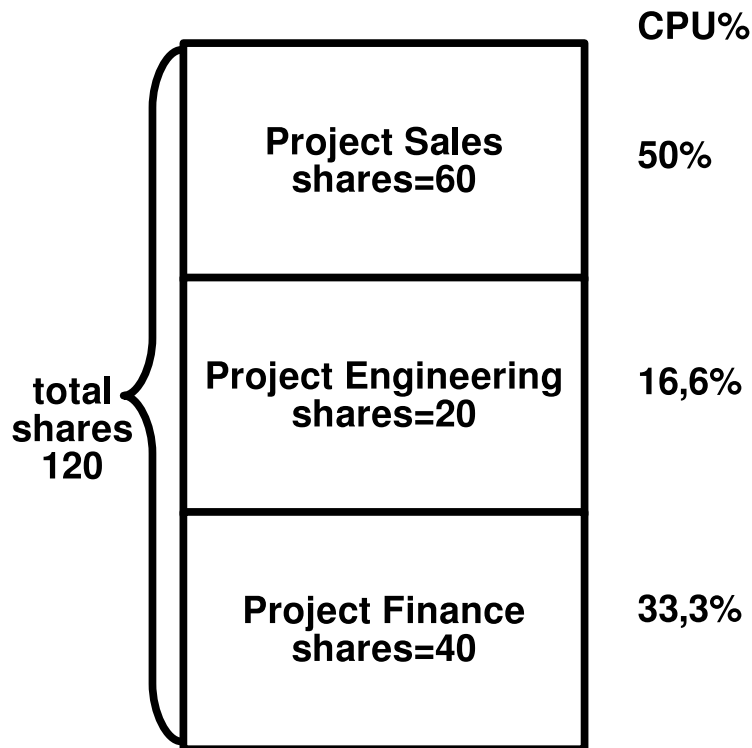 CPU%
Project Sales
shares=60
50%
Project Engineering
shares=20
16,6%
total
shares
120
Project Finance
shares=40
33,3%